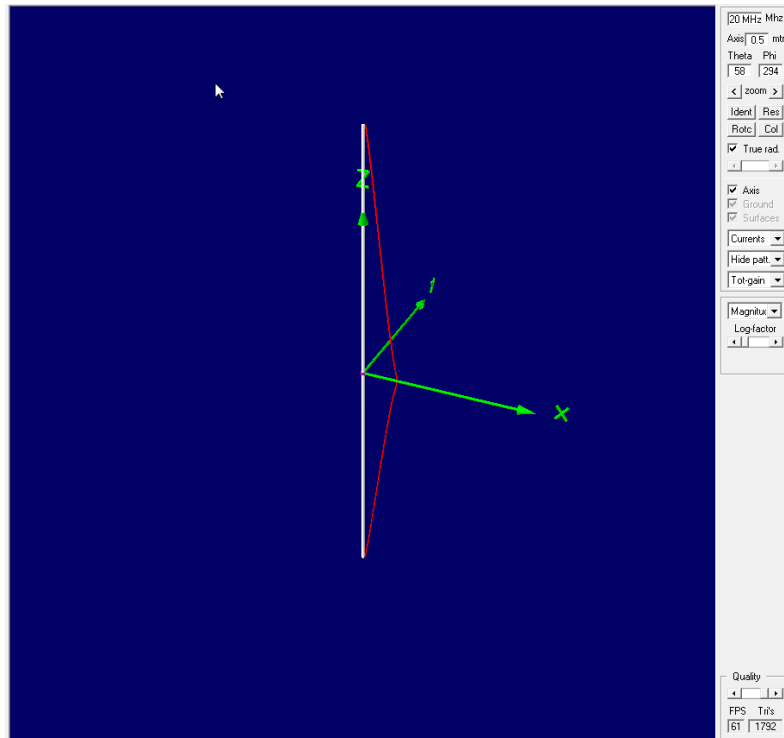 20 MHz Mhz
Axis 0.5 mtr
Theta Phi
58 294
< zoom >
Ident Res
Rotc Col
True rad.
Axis
Ground
Surfaces
Currents
Hide patt.
Tot-gain
Magnitu
Log-factor
Z
X
Quality
FPS Tri's
61 1792